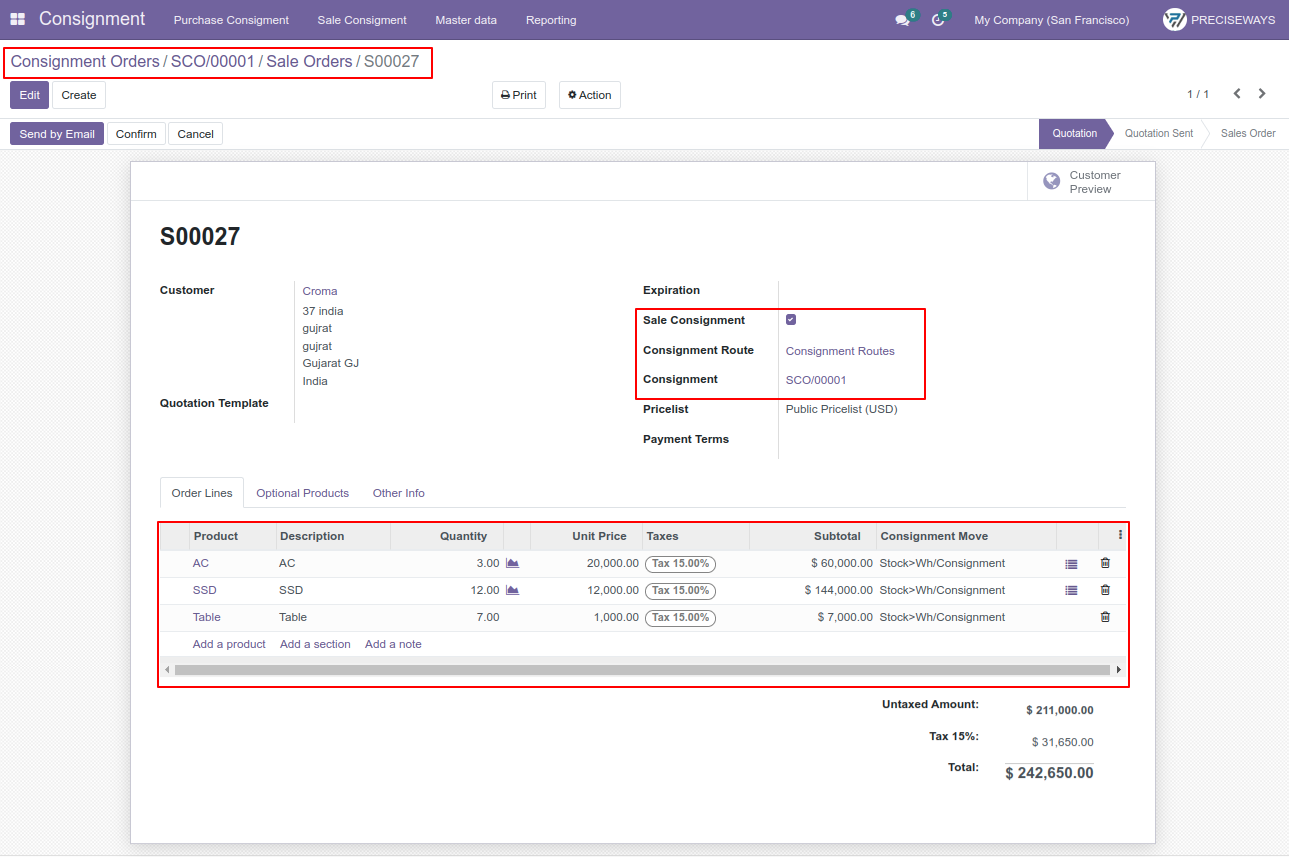 Consignment Purchase Consigment Sale Consigment Master data Reporting 6 5 My Company (San Francisco) PRECISEWAYS
Consignment Orders / SCO/00001 / Sale Orders / S00027
Edit Create Print Action 1 / 1
Send by Email Confirm Cancel Quotation Quotation Sent Sales Order
Customer
Preview
S00027
Customer Croma
37 india
gujrat
gujrat
Gujarat GJ
India
Quotation Template
Expiration
Sale Consignment
Consignment Route Consignment Routes
Consignment SCO/00001
Pricelist Public Pricelist (USD)
Payment Terms
Order Lines Optional Products Other Info
Product Description Quantity Unit Price Taxes Subtotal Consignment Move
AC AC 3.00 20,000.00 Tax 15.00% $ 60,000.00 Stock>Wh/Consignment
SSD SSD 12.00 12,000.00 Tax 15.00% $ 144,000.00 Stock>Wh/Consignment
Table Table 7.00 1,000.00 Tax 15.00% $ 7,000.00 Stock>Wh/Consignment
Add a product Add a section Add a note
Untaxed Amount: $ 211,000.00
Tax 15%: $ 31,650.00
Total: $ 242,650.00